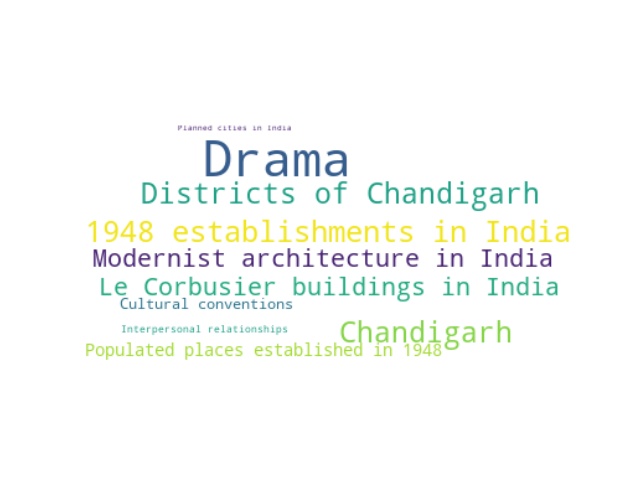 Planned cities in India
Drama
Districts of Chandigarh
1948 establishments in India
Modernist architecture in India
Le Corbusier buildings in India
Cultural conventions
Interpersonal relationships
Chandigarh
Populated places established in 1948